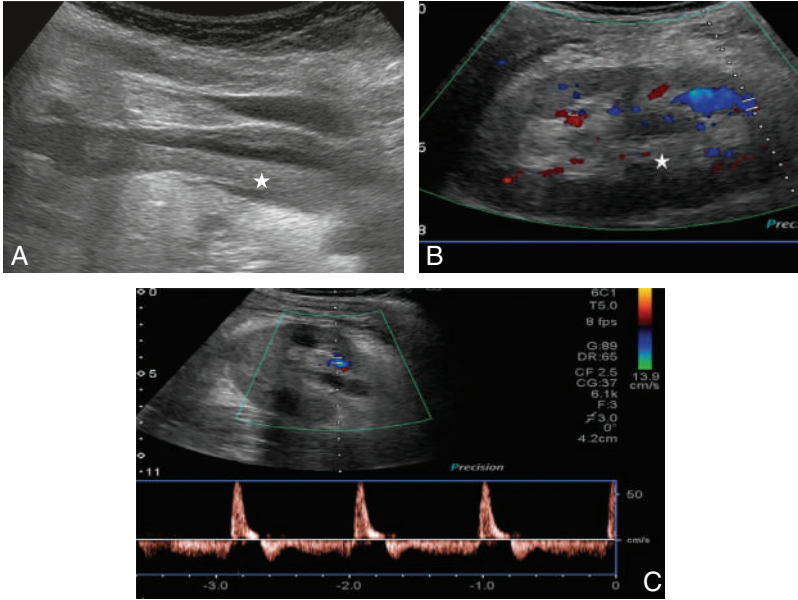 A
0
5
8
Preci
B
0
5
11
6C1
T5.0
8 fps
G:89
DR:65
CF 2.5
CG:37
6.1k
F:3
3.0
0°
4.2cm
13.9
cm/s
Precision
50
cm/s
-3.0
-2.0
-1.0
0
C